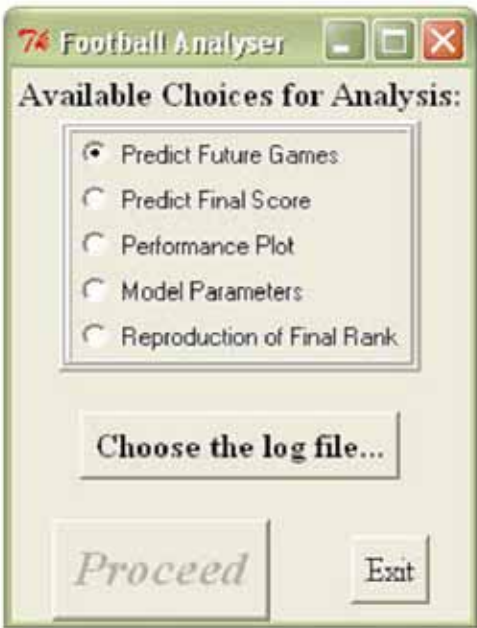 Football Analyser
Available Choices for Analysis:
Predict Future Games
Predict Final Score
Performance Plot
Model Parameters
Reproduction of Final Rank
Choose the log file...
Proceed
Exit